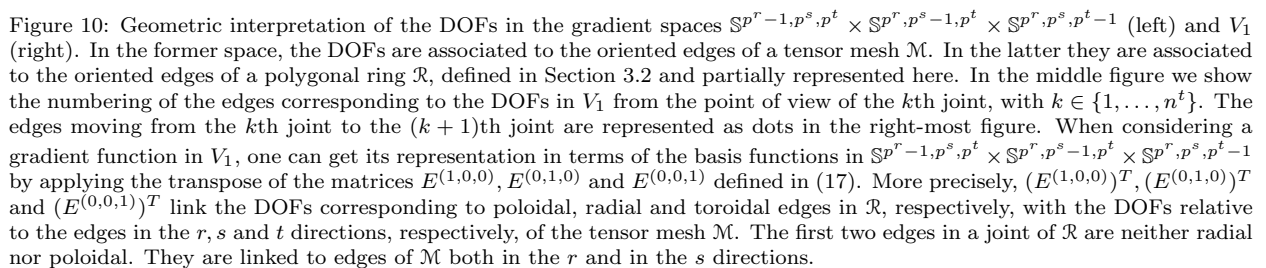 Figure 10: Geometric interpretation of the DOFs in the gradient spaces 𝕊^{p^r−1,p^s,p^t} × 𝕊^{p^r,p^s−1,p^t} × 𝕊^{p^r,p^s,p^t−1} (left) and V₁
(right). In the former space, the DOFs are associated to the oriented edges of a tensor mesh ℳ. In the latter they are associated
to the oriented edges of a polygonal ring ℛ, defined in Section 3.2 and partially represented here. In the middle figure we show
the numbering of the edges corresponding to the DOFs in V₁ from the point of view of the kth joint, with k ∈ {1, . . . , n^t}. The
edges moving from the kth joint to the (k + 1)th joint are represented as dots in the right-most figure. When considering a
gradient function in V₁, one can get its representation in terms of the basis functions in 𝕊^{p^r−1,p^s,p^t} × 𝕊^{p^r,p^s−1,p^t} × 𝕊^{p^r,p^s,p^t−1}
by applying the transpose of the matrices E^{(1,0,0)}, E^{(0,1,0)} and E^{(0,0,1)} defined in (17). More precisely, (E^{(1,0,0)})^T, (E^{(0,1,0)})^T
and (E^{(0,0,1)})^T link the DOFs corresponding to poloidal, radial and toroidal edges in ℛ, respectively, with the DOFs relative
to the edges in the r, s and t directions, respectively, of the tensor mesh ℳ. The first two edges in a joint of ℛ are neither radial
nor poloidal. They are linked to edges of ℳ both in the r and in the s directions.